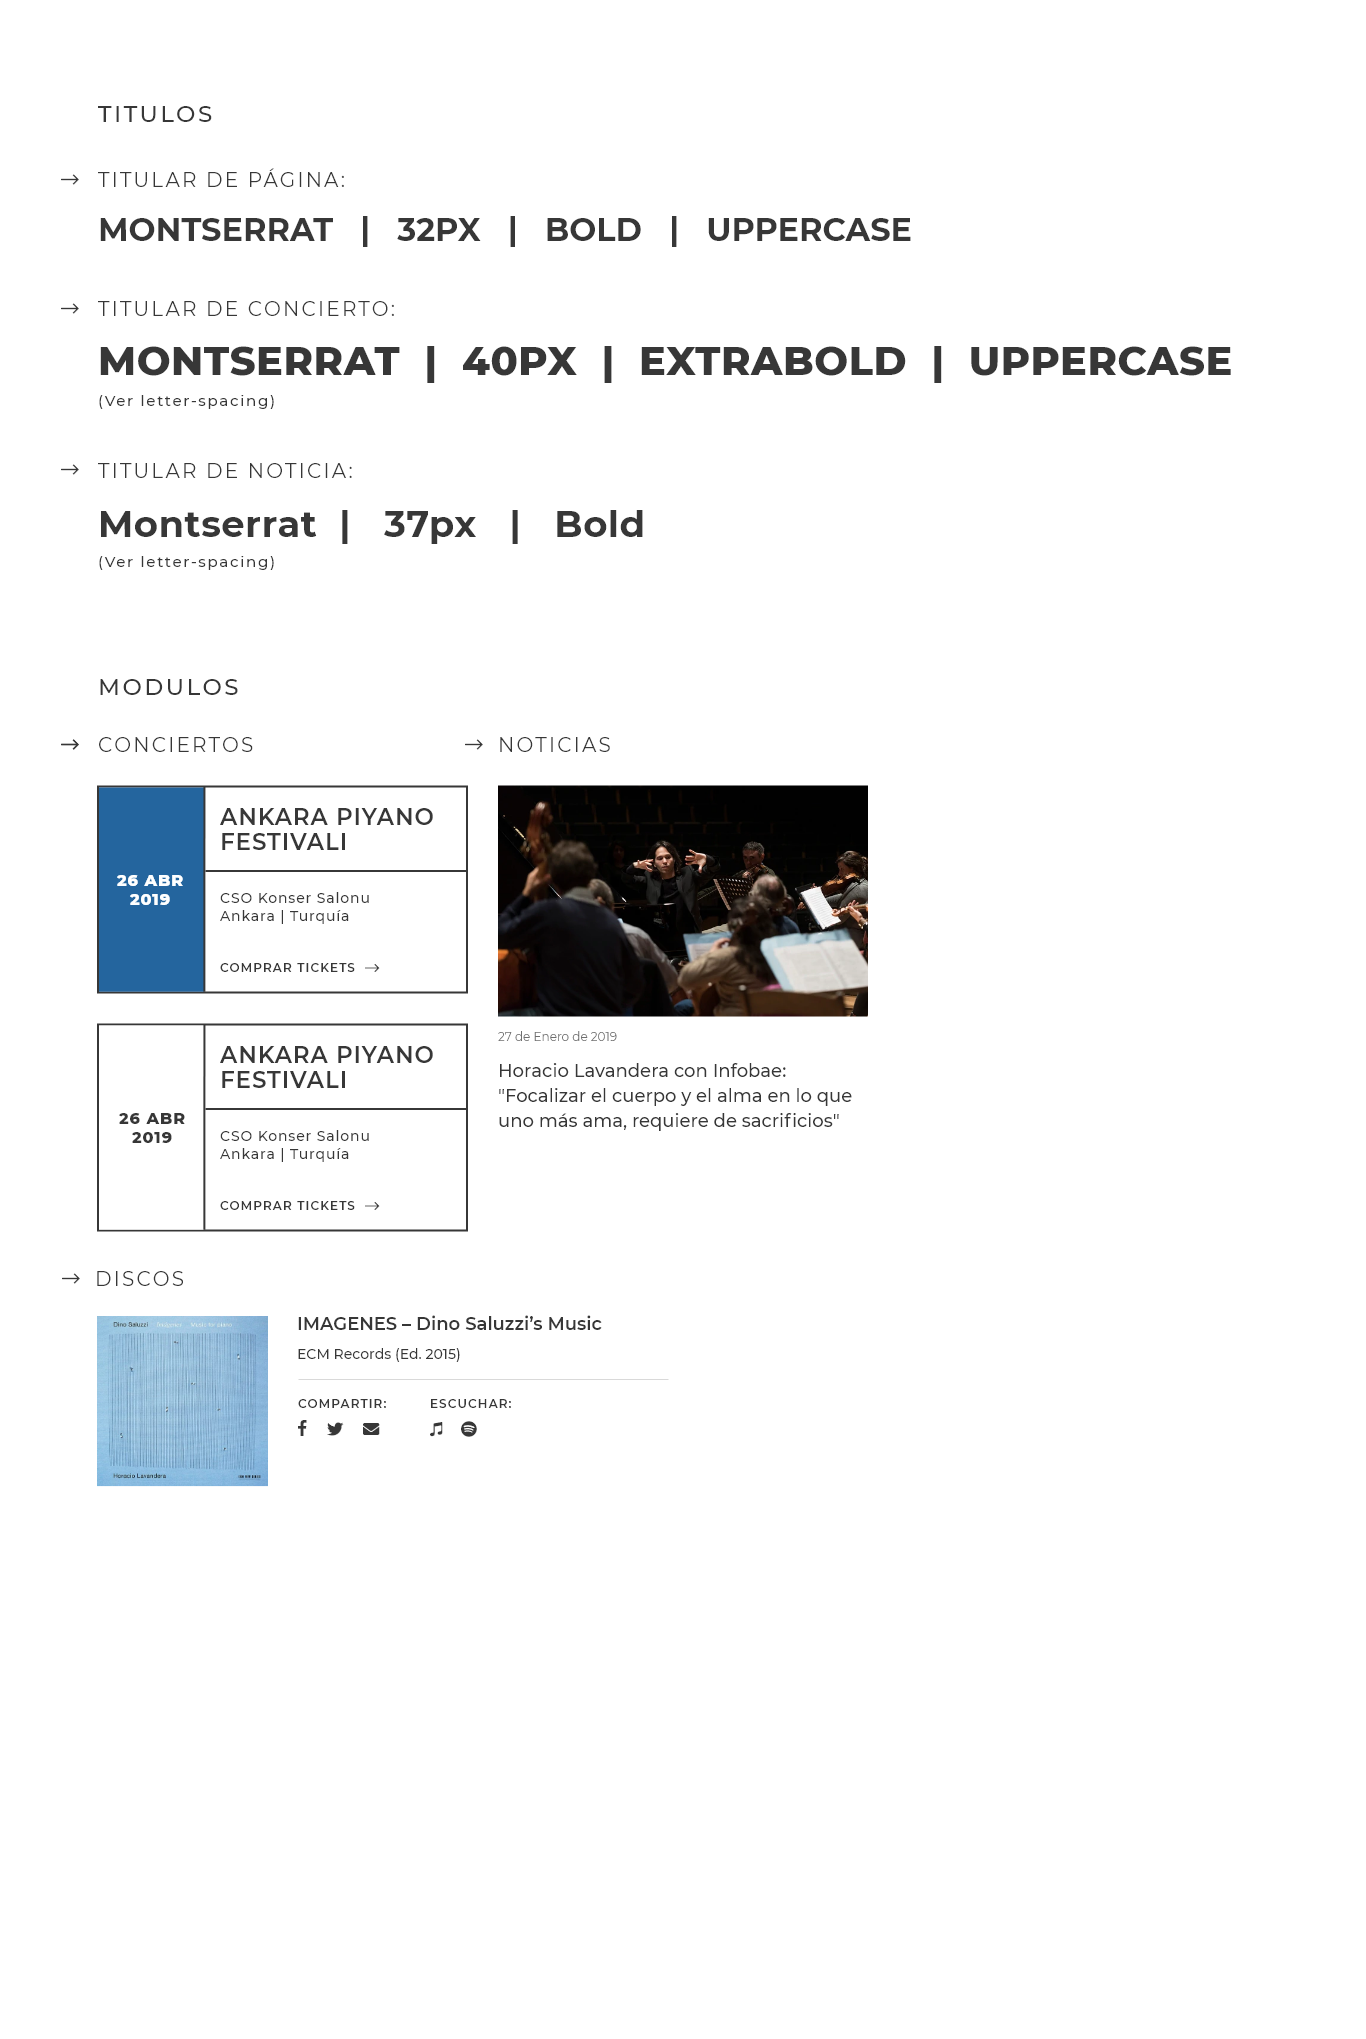 TITULOS
TITULAR DE PÁGINA:
MONTSERRAT | 32PX | BOLD | UPPERCASE
TITULAR DE CONCIERTO:
MONTSERRAT | 40PX | EXTRABOLD | UPPERCASE
(Ver letter-spacing)
TITULAR DE NOTICIA:
Montserrat | 37px | Bold
(Ver letter-spacing)
MODULOS
CONCIERTOS
26 ABR
2019
ANKARA PIYANO
FESTIVALI
CSO Konser Salonu
Ankara | Turquía
COMPRAR TICKETS
26 ABR
2019
ANKARA PIYANO
FESTIVALI
CSO Konser Salonu
Ankara | Turquía
COMPRAR TICKETS
NOTICIAS
27 de Enero de 2019
Horacio Lavandera con Infobae:
"Focalizar el cuerpo y el alma en lo que
uno más ama, requiere de sacrificios"
DISCOS
Dino Saluzzi Imágenes Music for piano
Horacio Lavandera
IMAGENES – Dino Saluzzi’s Music
ECM Records (Ed. 2015)
COMPARTIR:
ESCUCHAR: